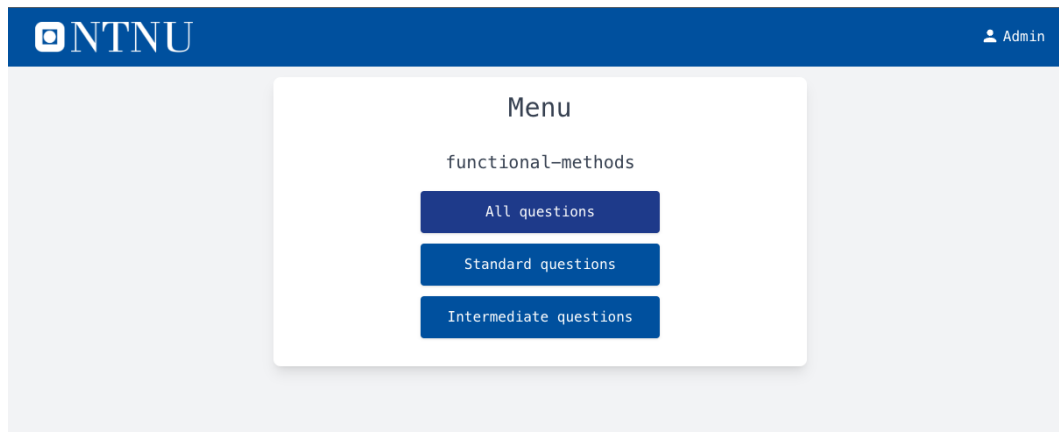 NTNU
Admin
Menu
functional-methods
All questions
Standard questions
Intermediate questions